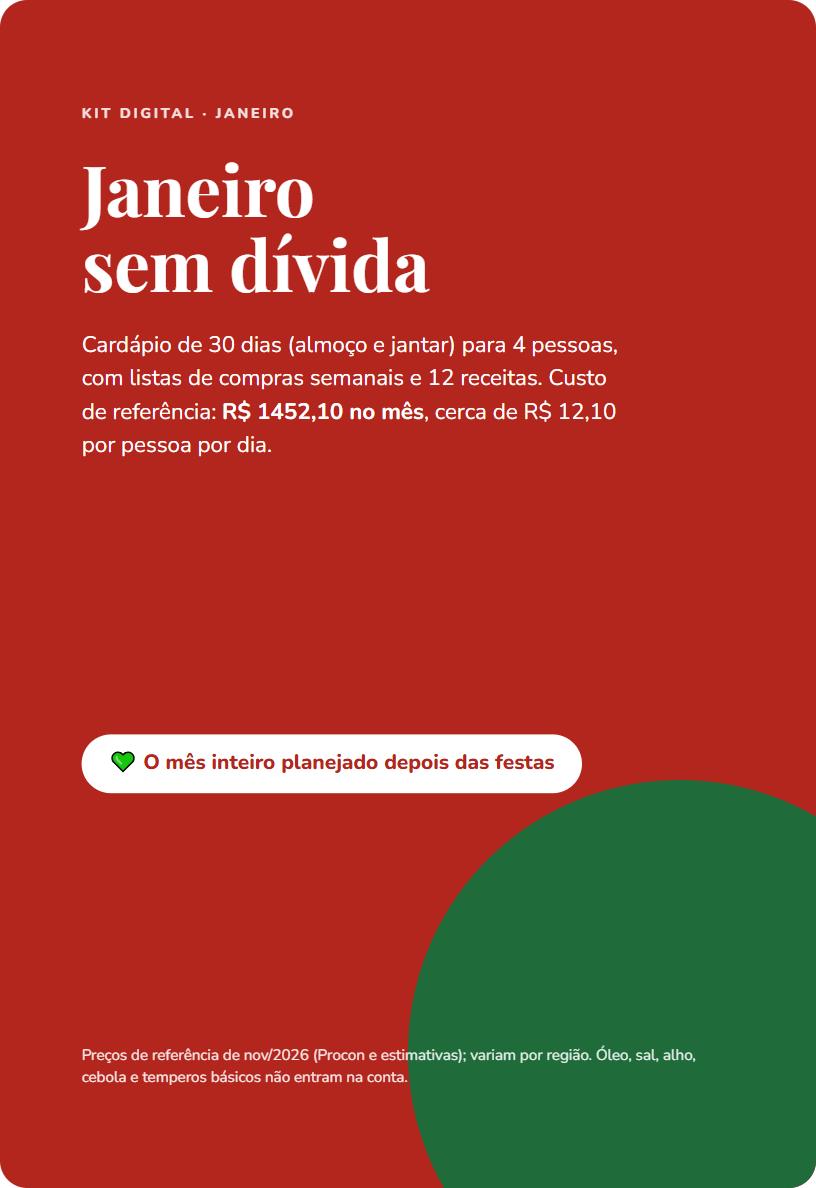 KIT DIGITAL · JANEIRO
Janeiro
sem dívida
Cardápio de 30 dias (almoço e jantar) para 4 pessoas,
com listas de compras semanais e 12 receitas. Custo
de referência: R$ 1452,10 no mês, cerca de R$ 12,10
por pessoa por dia.
💚 O mês inteiro planejado depois das festas
Preços de referência de nov/2026 (Procon e estimativas); variam por região. Óleo, sal, alho,
cebola e temperos básicos não entram na conta.